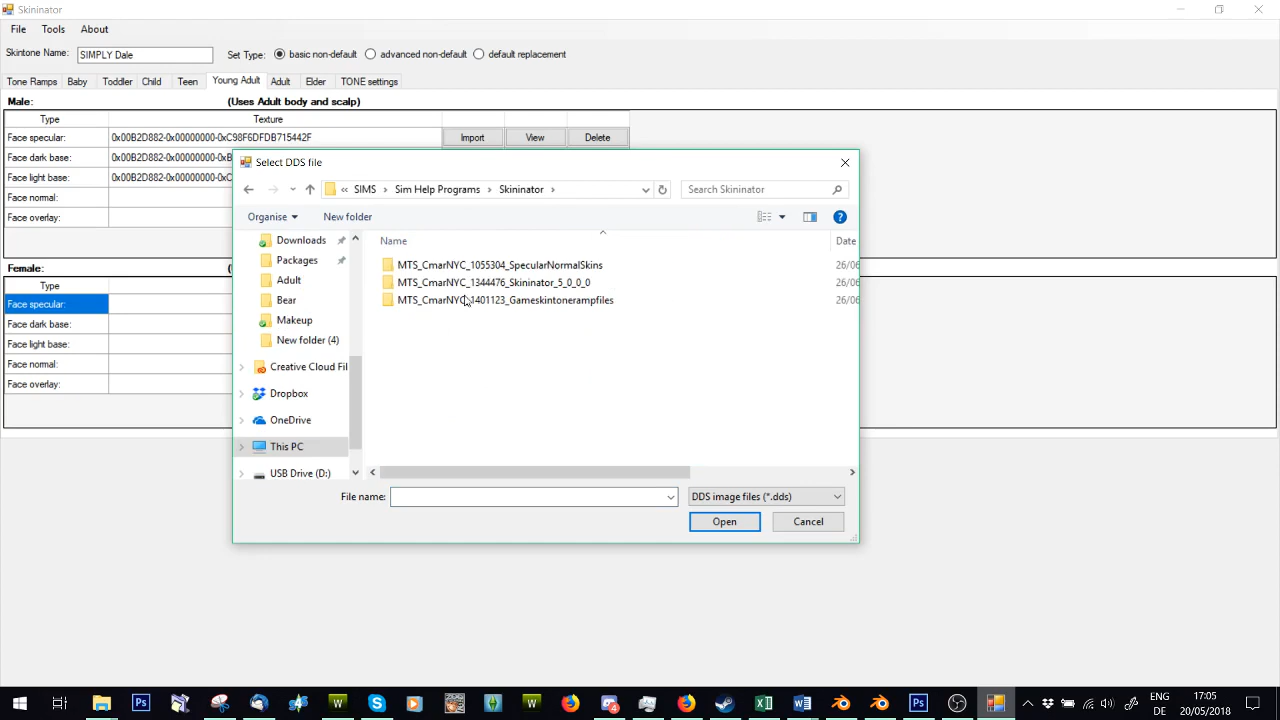 Skininator
File Tools About
Skintone Name: SIMPLY Dale Set Type: basic non-default advanced non-default default replacement
Tone Ramps Baby Toddler Child Teen Young Adult Adult Elder TONE settings
Male: (Uses Adult body and scalp)
Type Texture
Face specular: 0x00B2D882-0x00000000-0xC98F6DFDB715442F Import View Delete
Face dark base: 0x00B2D882-0x00000000-0xB
Face light base: 0x00B2D882-0x00000000-0xC
Face normal:
Face overlay:
Female:
Type
Face specular:
Face dark base:
Face light base:
Face normal:
Face overlay:
Select DDS file
« SIMS > Sim Help Programs > Skininator > Search Skininator
Organise New folder
Name Date
Downloads
Packages
Adult
Bear
Makeup
New folder (4)
Creative Cloud Fil
Dropbox
OneDrive
This PC
USB Drive (D:)
MTS_CmarNYC_1055304_SpecularNormalSkins 26/06
MTS_CmarNYC_1344476_Skininator_5_0_0_0 26/06
MTS_CmarNYC_1401123_Gameskintonerampfiles 26/06
File name: DDS image files (*.dds)
Open Cancel
ENG 17:05
DE 20/05/2018